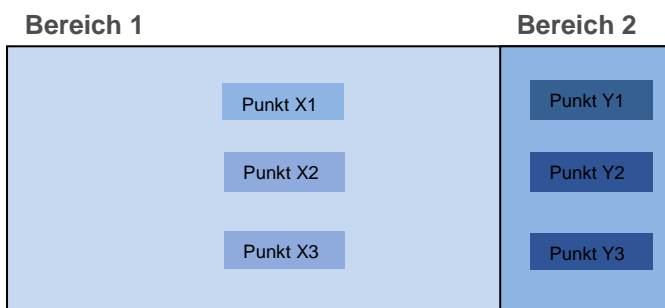 Bereich 1
Bereich 2
Punkt X1
Punkt Y1
Punkt X2
Punkt Y2
Punkt X3
Punkt Y3